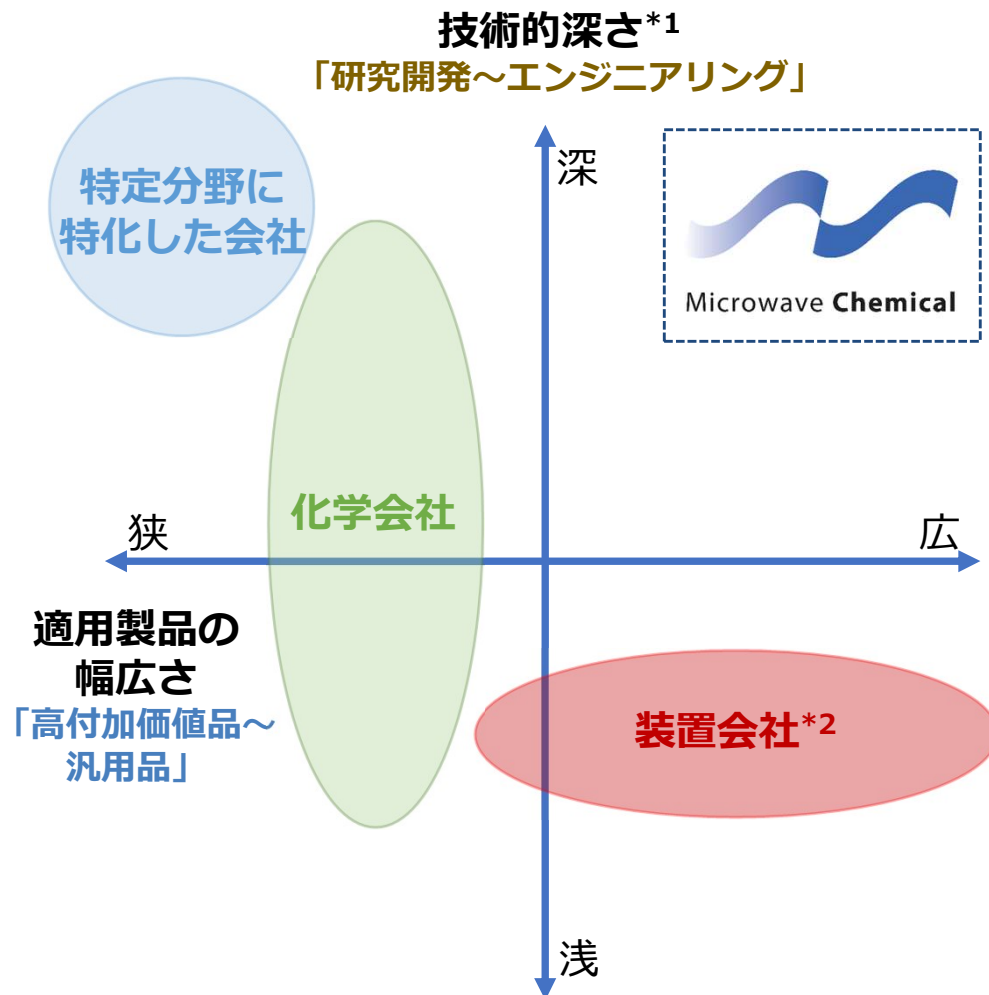 技術的深さ*1
「研究開発～エンジニアリング」
深
特定分野に
特化した会社
Microwave Chemical
化学会社
狭
広
適用製品の
幅広さ
「高付加価値品～
汎用品」
装置会社*2
浅